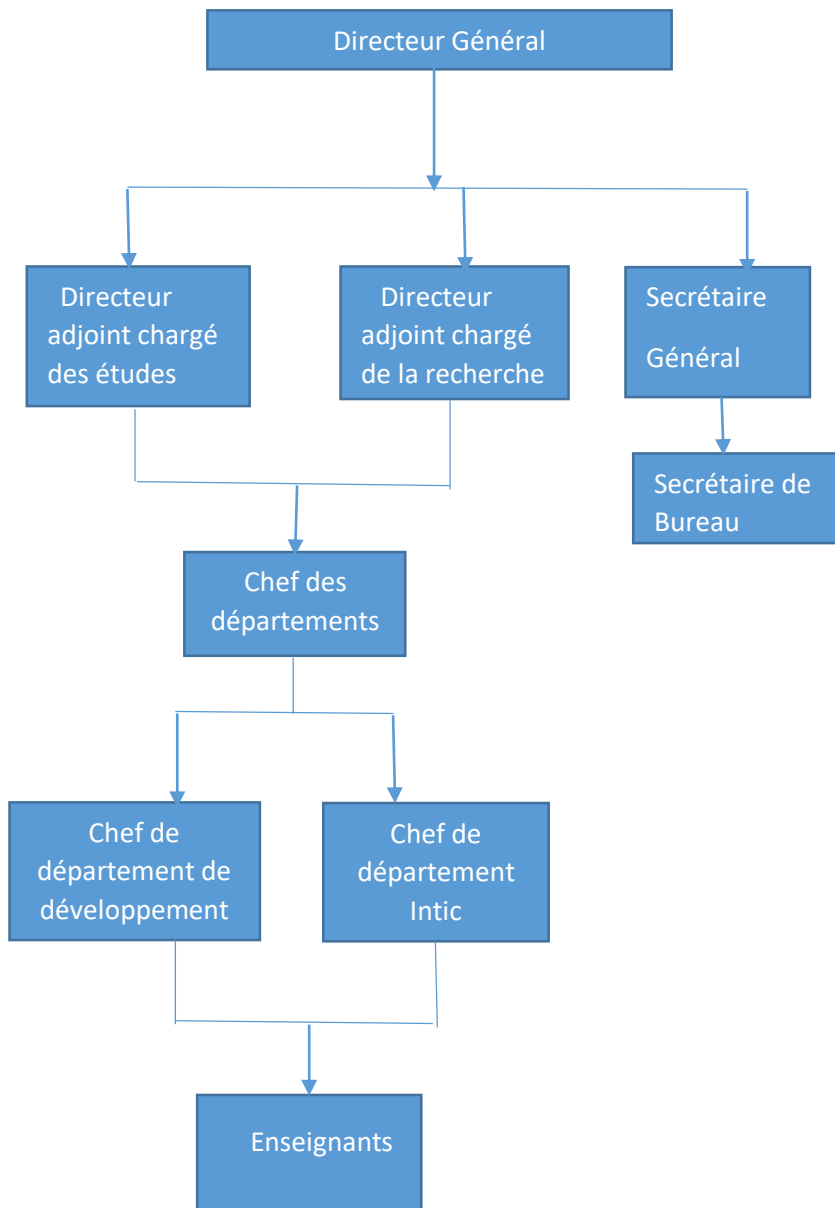 Directeur Général
Directeur
adjoint chargé
des études
Directeur
adjoint chargé
de la recherche
Secrétaire
Général
Secrétaire de
Bureau
Chef des
départements
Chef de
département de
développement
Chef de
département
Intic
Enseignants